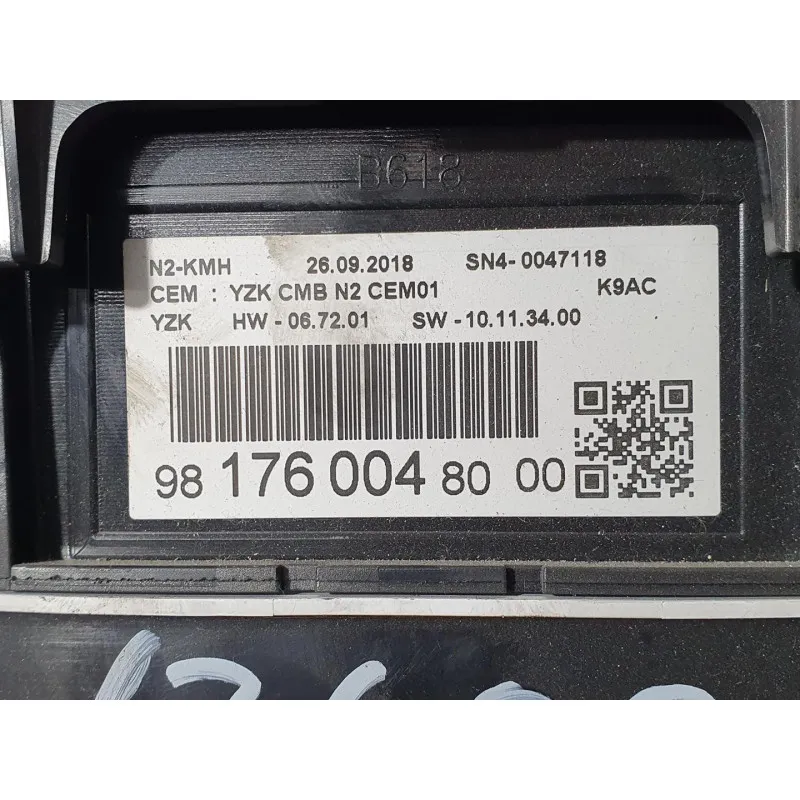 B618
N2-KMH 26.09.2018 SN4-0047118
CEM : YZK CMB N2 CEM01 K9AC
YZK HW - 06.72.01 SW - 10.11.34.00
98 176 004 80 00